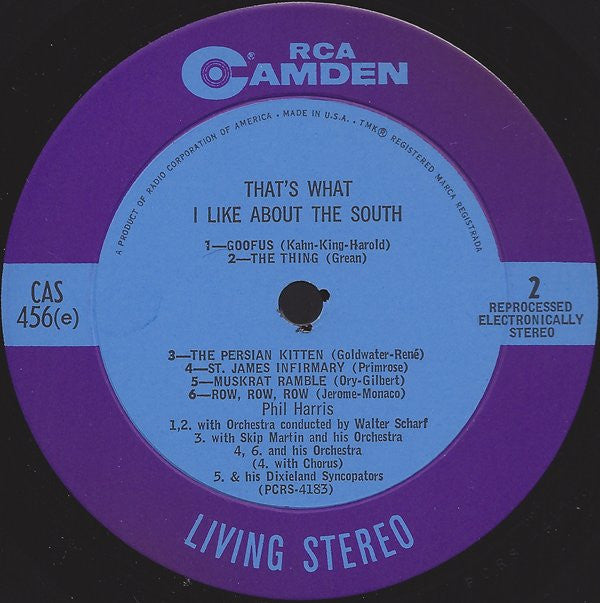 RCA
CAMDEN®
A PRODUCT OF RADIO CORPORATION OF AMERICA • MADE IN U.S.A. • TMK® REGISTERED MARCA REGISTRADA
THAT'S WHAT
I LIKE ABOUT THE SOUTH
1—GOOFUS (Kahn-King-Harold)
2—THE THING (Grean)
CAS
456(e)
2
REPROCESSED
ELECTRONICALLY
STEREO
3—THE PERSIAN KITTEN (Goldwater-René)
4—ST. JAMES INFIRMARY (Primrose)
5—MUSKRAT RAMBLE (Ory-Gilbert)
6—ROW, ROW, ROW (Jerome-Monaco)
Phil Harris
1,2. with Orchestra conducted by Walter Scharf
3. with Skip Martin and his Orchestra
4, 6. and his Orchestra
(4. with Chorus)
5. & his Dixieland Syncopators
(PCRS-4183)
LIVING STEREO